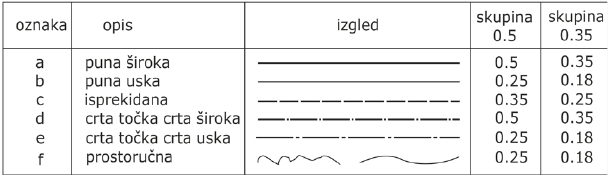 oznaka opis izgled skupina 0.5 skupina 0.35
a puna široka 0.5 0.35
b puna uska 0.25 0.18
c isprekidana 0.35 0.25
d crta točka crta široka 0.5 0.35
e crta točka crta uska 0.25 0.18
f prostoručna 0.25 0.18